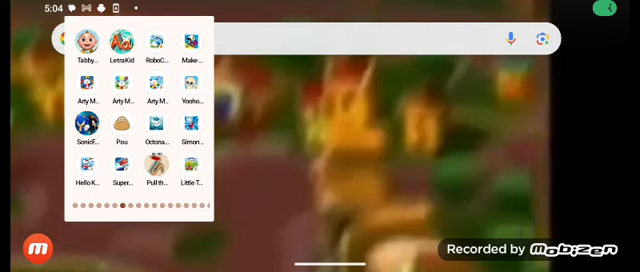 5:04
Tabby...
LetraKid
RoboC...
Make ...
Arty M...
Arty M...
Arty M...
Yooho...
SonicF...
Pou
Octona...
Simon...
Hello K...
Super...
Pull th...
Little T...
Recorded by mobizen